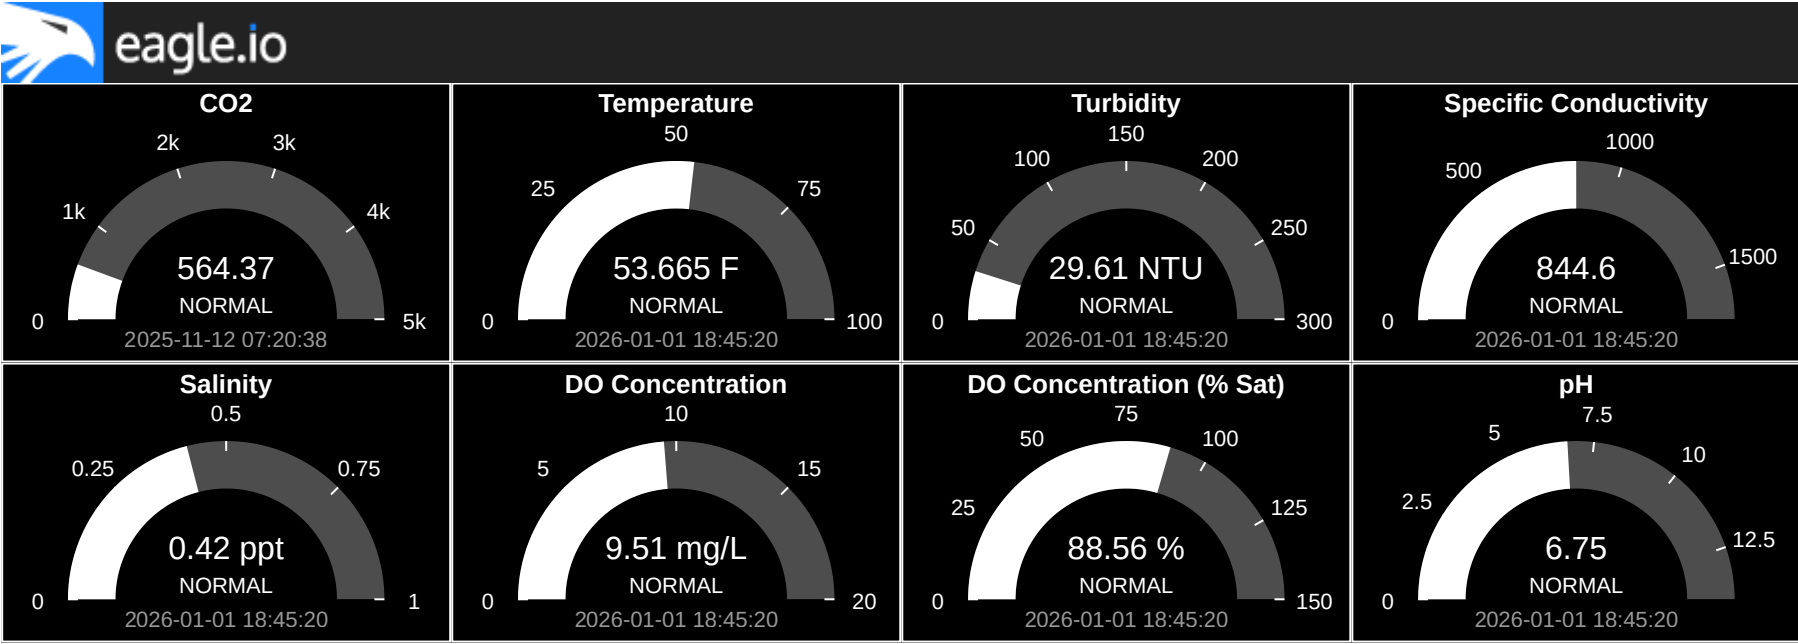 eagle.io
CO2
2k
3k
1k
4k
564.37
NORMAL
0
5k
2025-11-12 07:20:38
Temperature
50
25
75
53.665 F
NORMAL
0
100
2026-01-01 18:45:20
Turbidity
150
100
200
50
250
29.61 NTU
NORMAL
0
300
2026-01-01 18:45:20
Specific Conductivity
1000
500
1500
844.6
NORMAL
0
2026-01-01 18:45:20
Salinity
0.5
0.25
0.75
0.42 ppt
NORMAL
0
1
2026-01-01 18:45:20
DO Concentration
10
5
15
9.51 mg/L
NORMAL
0
20
2026-01-01 18:45:20
DO Concentration (% Sat)
75
50
100
25
125
88.56 %
NORMAL
0
150
2026-01-01 18:45:20
pH
7.5
5
10
2.5
12.5
6.75
NORMAL
0
2026-01-01 18:45:20